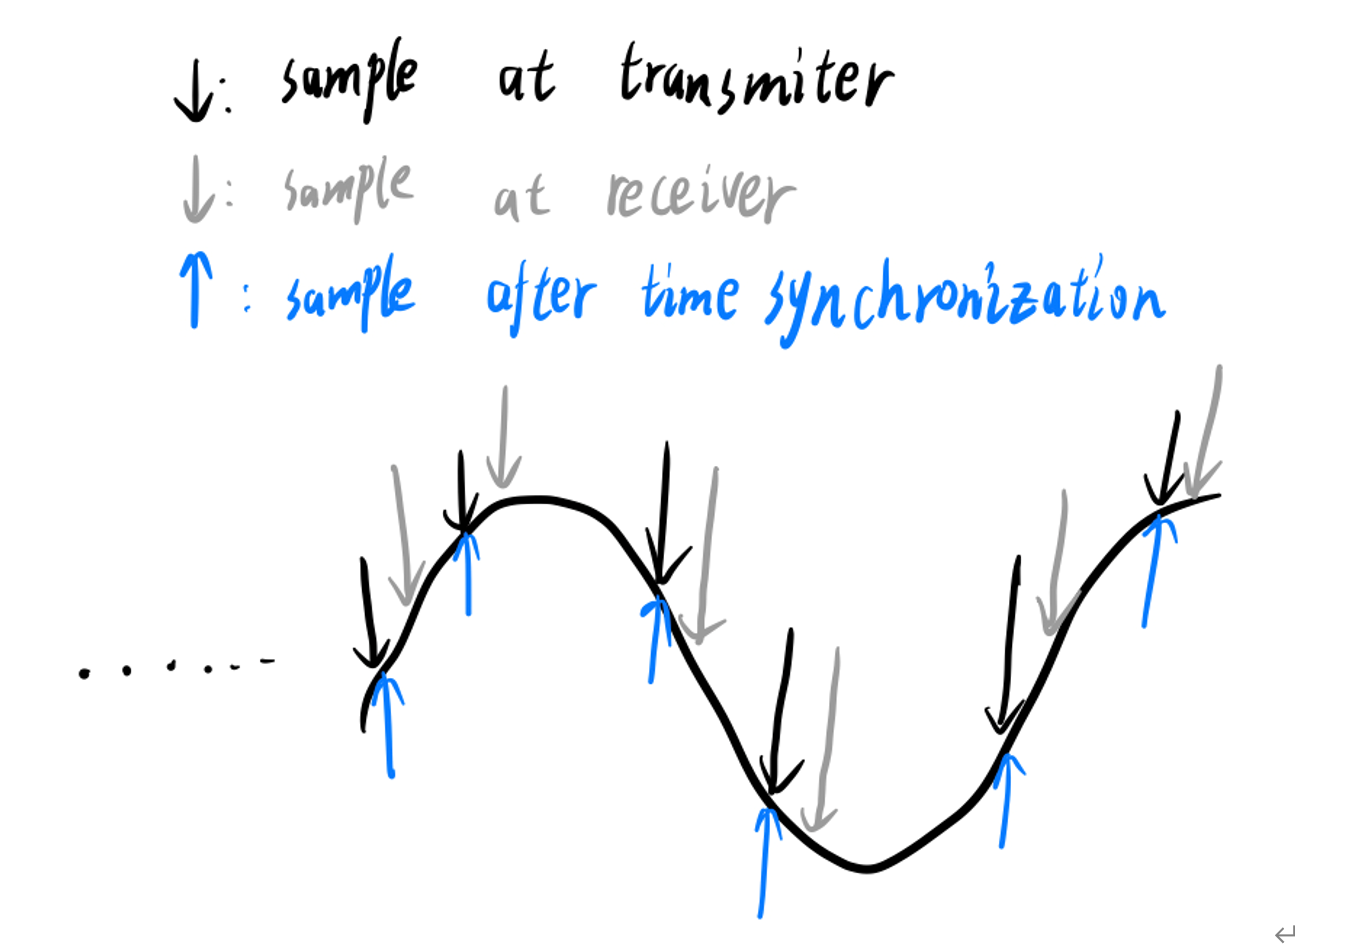 ↓: sample at transmiter
↓: sample at receiver
↑: sample after time synchronization